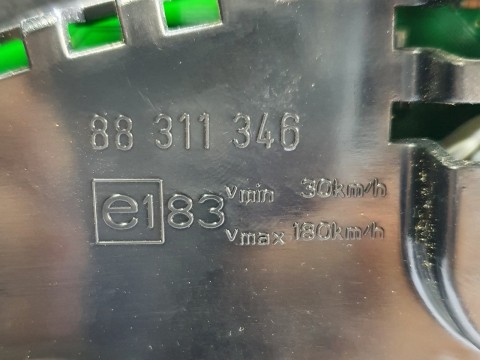 88 311 346
e1 83 vmin 30km/h
vmax 180km/h